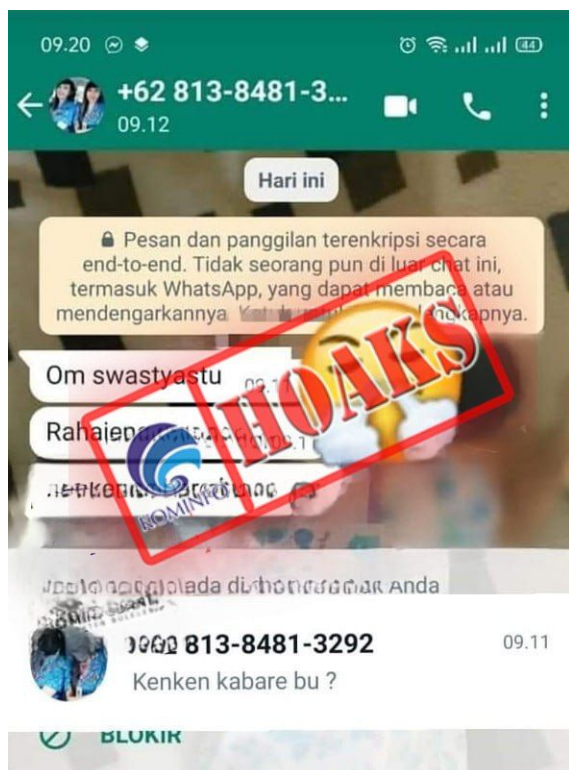 09.20
44
+62 813-8481-3...
09.12
Hari ini
Pesan dan panggilan terenkripsi secara
end-to-end. Tidak seorang pun di luar chat ini,
termasuk WhatsApp, yang dapat membaca atau
mendengarkannya
Om swastyastu
HOAKS
KOMINFO
Anda
813-8481-3292
09.11
Kenken kabare bu ?
BLOKIR